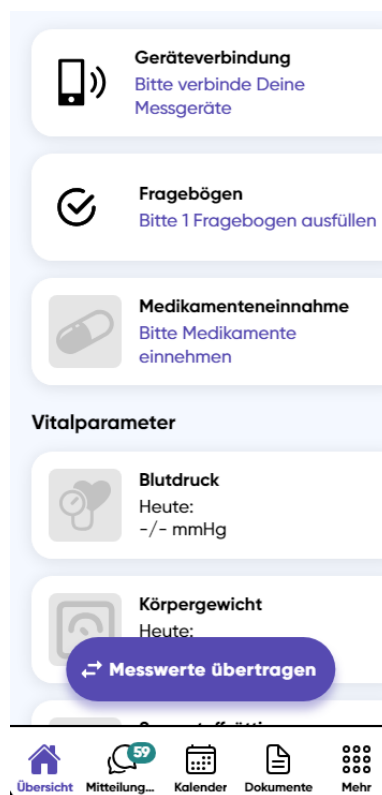 Geräteverbindung
Bitte verbinde Deine
Messgeräte
Fragebögen
Bitte 1 Fragebogen ausfüllen
Medikamenteneinnahme
Bitte Medikamente
einnehmen
Vitalparameter
Blutdruck
Heute:
-/- mmHg
Körpergewicht
Heute:
Messwerte übertragen
59
Übersicht
Mitteilung...
Kalender
Dokumente
Mehr